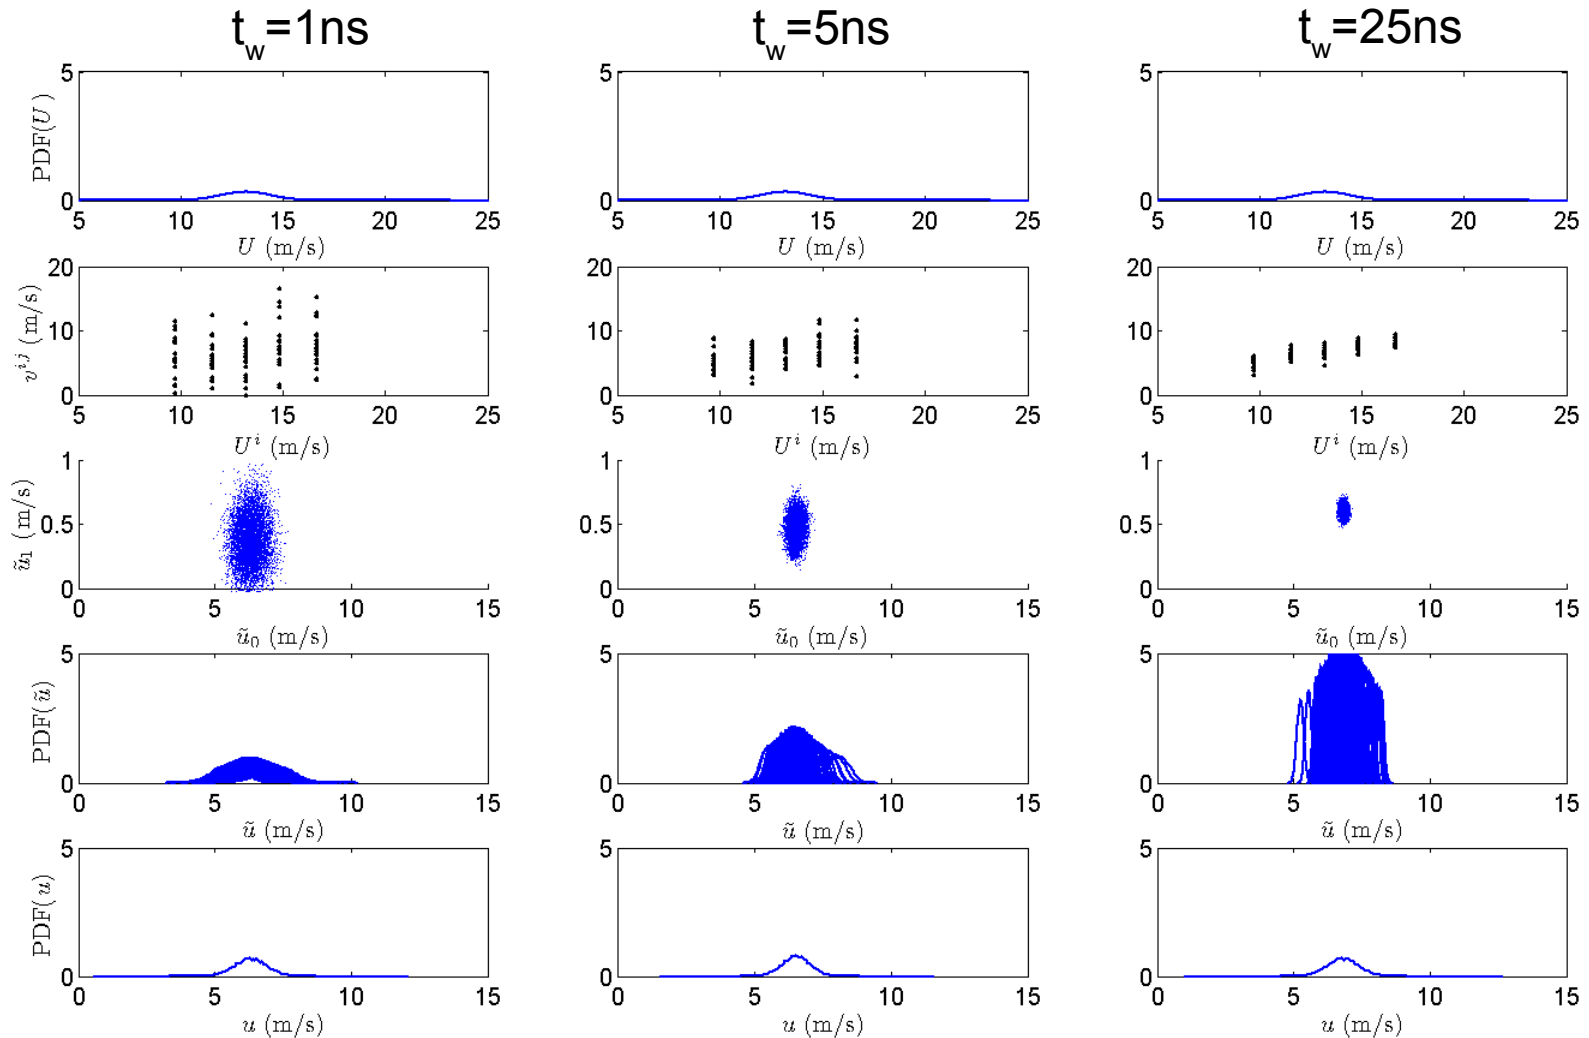 t_w=1ns t_w=5ns t_w=25ns
PDF(U)
5 5 5
0 0 0
5 10 15 20 25 5 10 15 20 25 5 10 15 20 25
U (m/s) U (m/s) U (m/s)
v^{i,j} (m/s)
20 20 20
10 10 10
0 0 0
5 10 15 20 25 5 10 15 20 25 5 10 15 20 25
U^i (m/s) U^i (m/s) U^i (m/s)
ũ_1 (m/s)
1 1 1
0.5 0.5 0.5
0 0 0
0 5 10 15 0 5 10 15 0 5 10 15
ũ_0 (m/s) ũ_0 (m/s) ũ_0 (m/s)
PDF(ũ)
5 5 5
0 0 0
0 5 10 15 0 5 10 15 0 5 10 15
ũ (m/s) ũ (m/s) ũ (m/s)
PDF(u)
5 5 5
0 0 0
0 5 10 15 0 5 10 15 0 5 10 15
u (m/s) u (m/s) u (m/s)